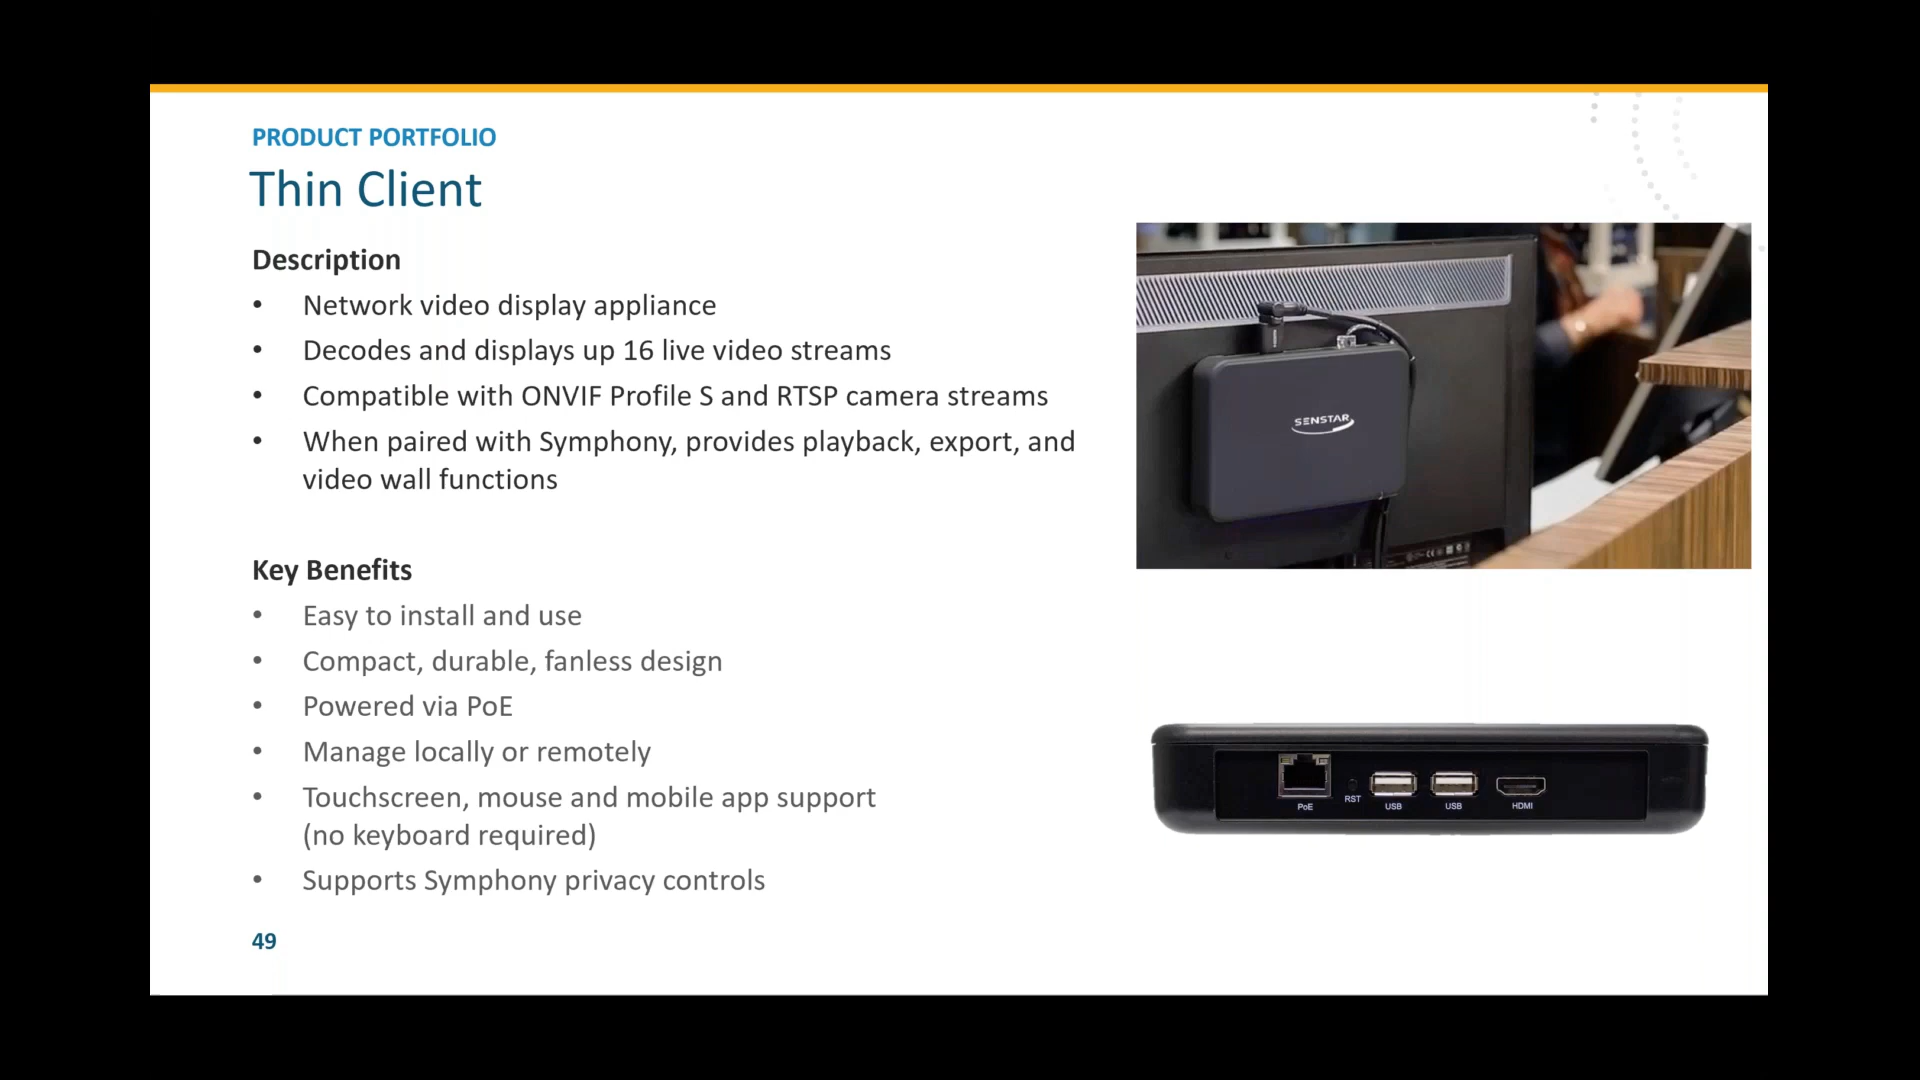 PRODUCT PORTFOLIO
Thin Client
Description
• Network video display appliance
• Decodes and displays up 16 live video streams
• Compatible with ONVIF Profile S and RTSP camera streams
• When paired with Symphony, provides playback, export, and
video wall functions
Key Benefits
• Easy to install and use
• Compact, durable, fanless design
• Powered via PoE
• Manage locally or remotely
• Touchscreen, mouse and mobile app support
(no keyboard required)
• Supports Symphony privacy controls
49
SENSTAR
PoE RST USB USB HDMI